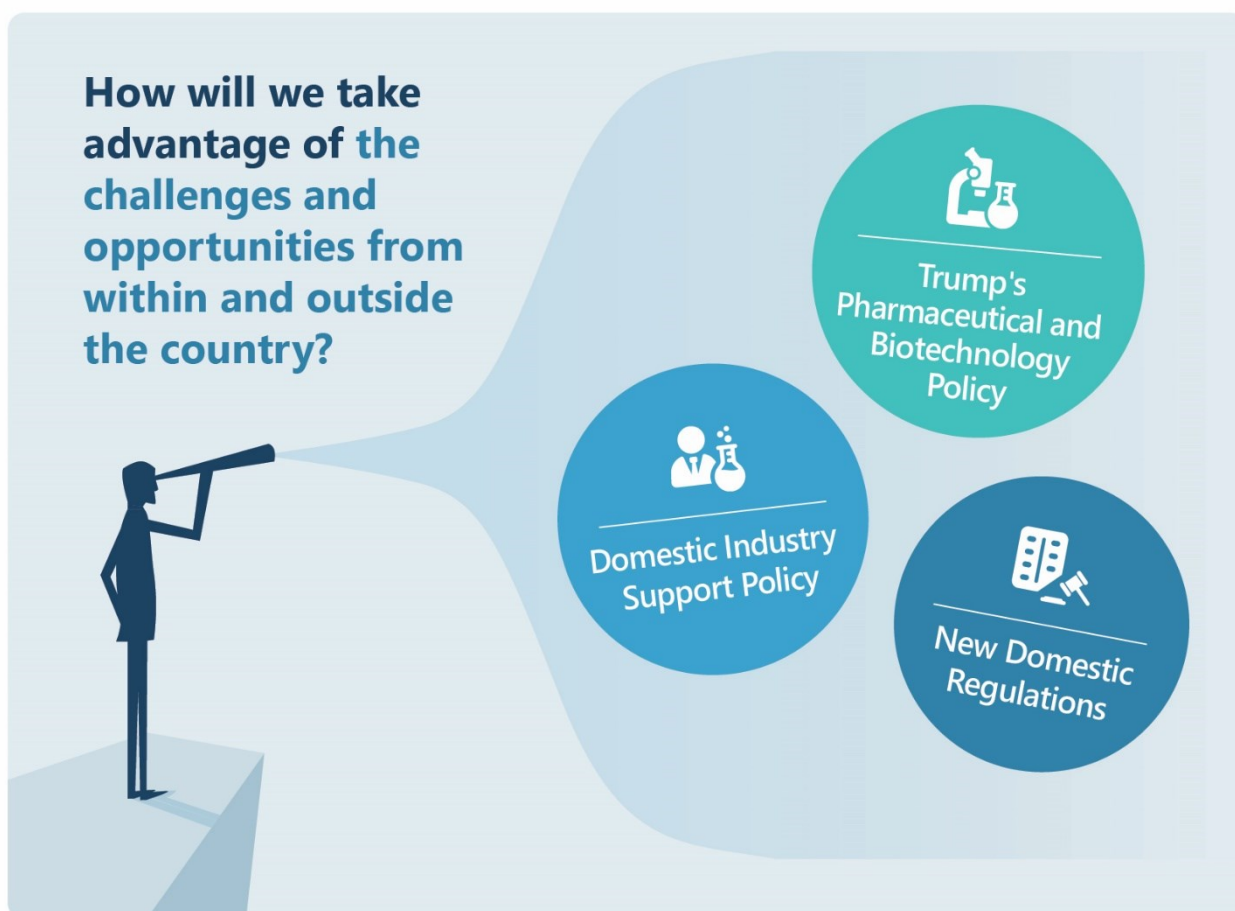 How will we take
advantage of the
challenges and
opportunities from
within and outside
the country?
Trump's
Pharmaceutical and
Biotechnology
Policy
Domestic Industry
Support Policy
New Domestic
Regulations